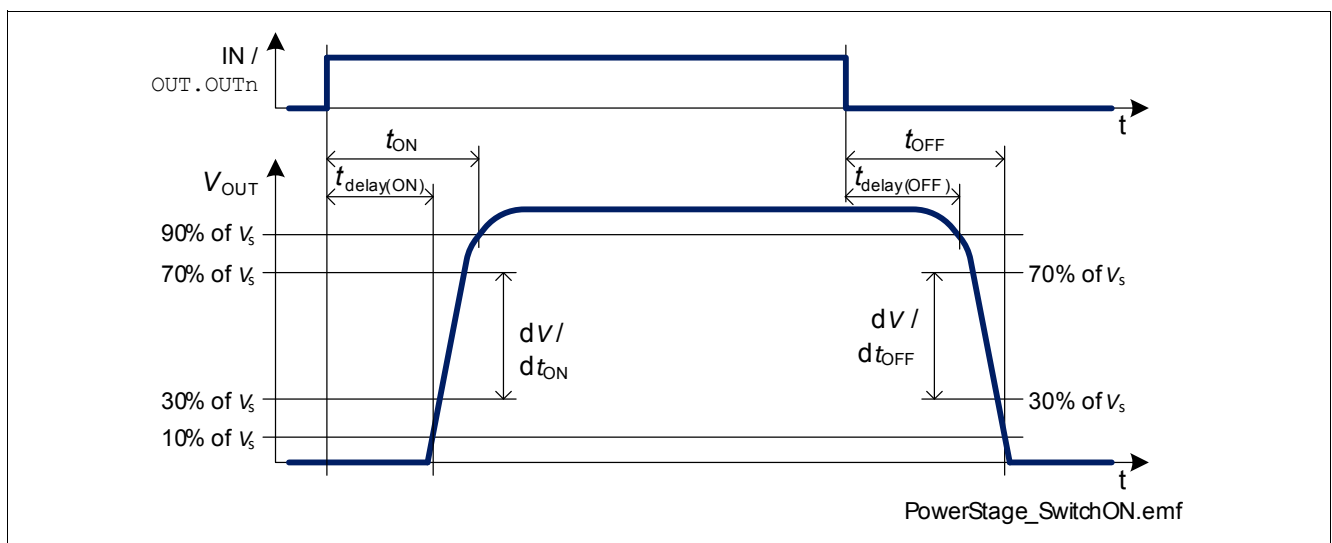 IN /
OUT.OUTn
t
tON
tOFF
VOUT
tdelay(ON)
tdelay(OFF)
90% of Vs
70% of Vs
70% of Vs
dV /
dtON
dV /
dtOFF
30% of Vs
30% of Vs
10% of Vs
t
PowerStage_SwitchON.emf